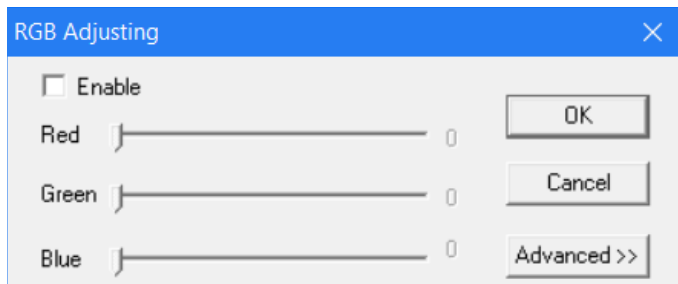 RGB Adjusting
Enable
Red 0
OK
Green 0
Cancel
Blue 0
Advanced >>